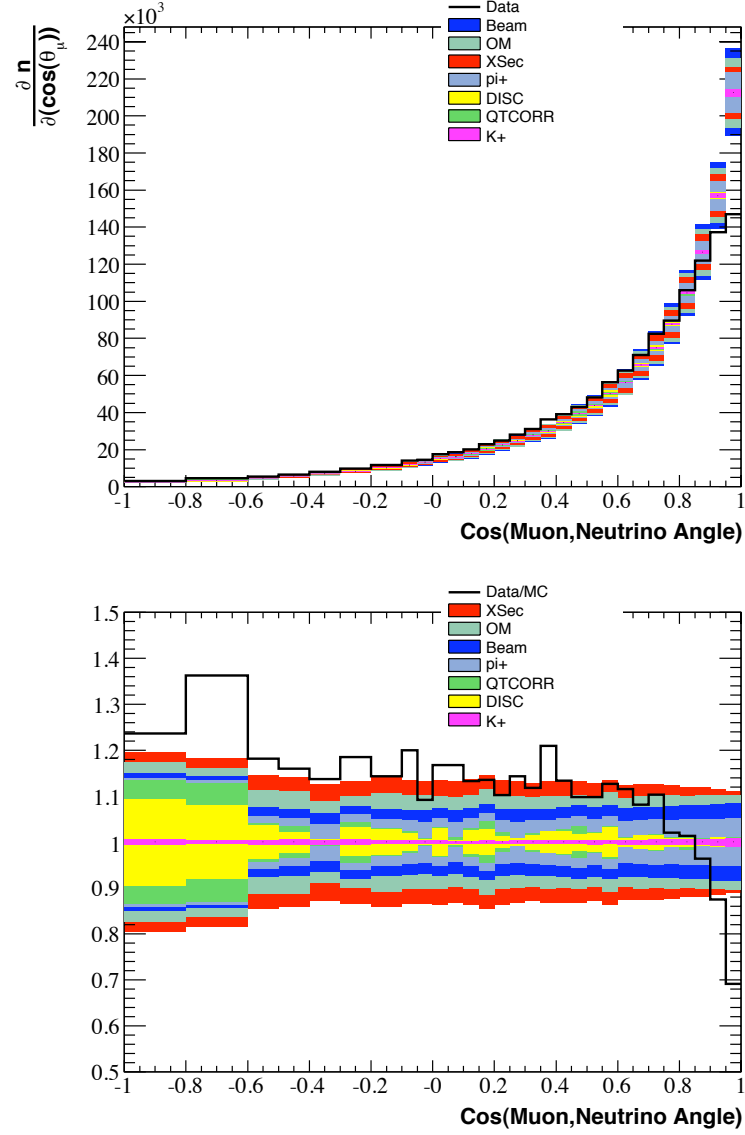 ×10³
∂ n
∂(cos(θμ))
240
220
200
180
160
140
120
100
80
60
40
20
0
Data
Beam
OM
XSec
pi+
DISC
QTCORR
K+
-1 -0.8 -0.6 -0.4 -0.2 -0 0.2 0.4 0.6 0.8 1
Cos(Muon,Neutrino Angle)
1.5
1.4
1.3
1.2
1.1
1
0.9
0.8
0.7
0.6
0.5
Data/MC
XSec
OM
Beam
pi+
QTCORR
DISC
K+
-1 -0.8 -0.6 -0.4 -0.2 -0 0.2 0.4 0.6 0.8 1
Cos(Muon,Neutrino Angle)